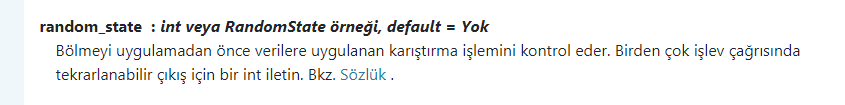 random_state : int veya RandomState örneği, default = Yok
Bölmeyi uygulamadan önce verilere uygulanan karıştırma işlemini kontrol eder. Birden çok işlev çağrısında
tekrarlanabilir çıkış için bir int iletin. Bkz. Sözlük .